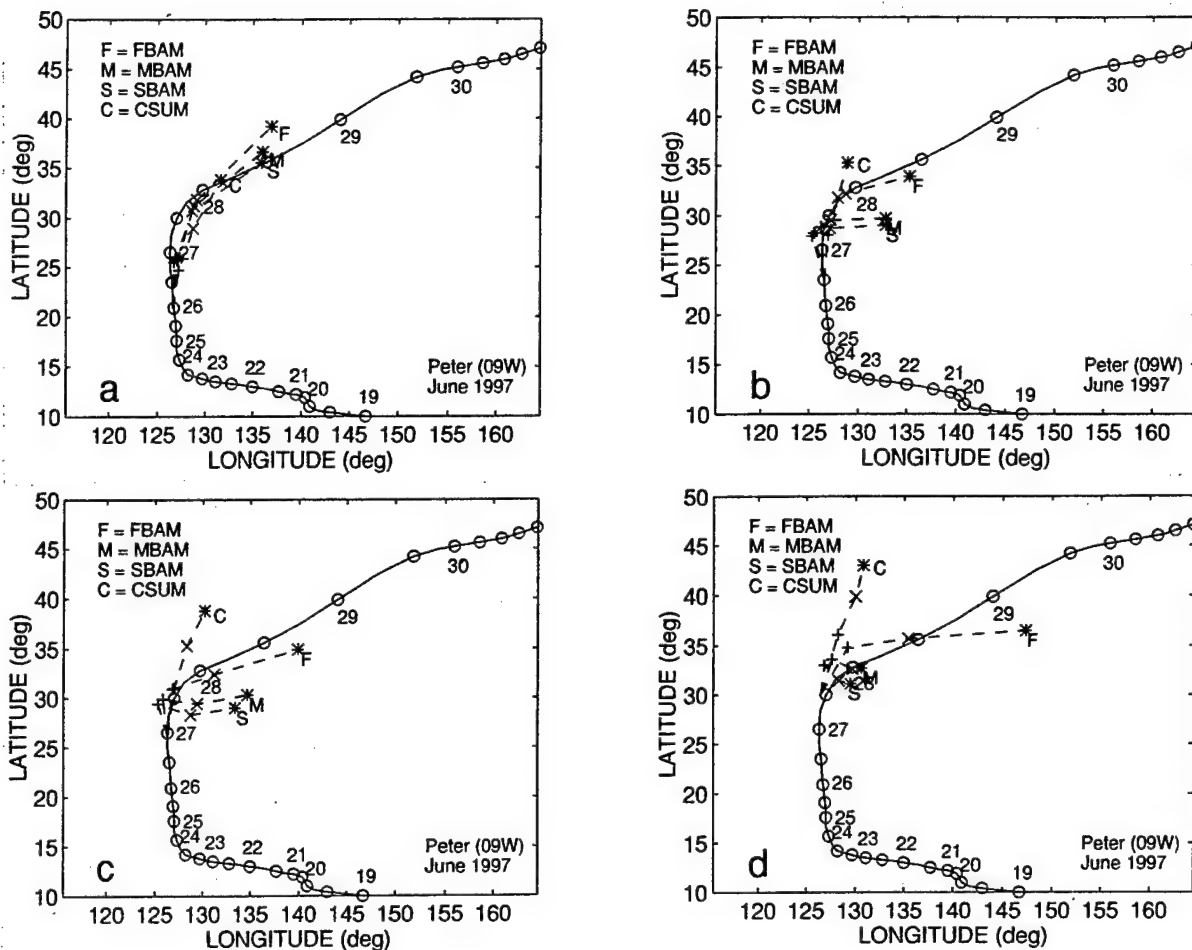 50
45
40
35
30
25
20
15
10
LATITUDE (deg)
F = FBAM
M = MBAM
S = SBAM
C = CSUM
F
M
S
C
30
29
28
27
26
25
24
23
22
21
20
19
a
Peter (09W)
June 1997
120 125 130 135 140 145 150 155 160
LONGITUDE (deg)
50
45
40
35
30
25
20
15
10
LATITUDE (deg)
F = FBAM
M = MBAM
S = SBAM
C = CSUM
C
F
M
S
30
29
28
27
26
25
24
23
22
21
20
19
b
Peter (09W)
June 1997
120 125 130 135 140 145 150 155 160
LONGITUDE (deg)
50
45
40
35
30
25
20
15
10
LATITUDE (deg)
F = FBAM
M = MBAM
S = SBAM
C = CSUM
C
F
M
S
30
29
28
27
26
25
24
23
22
21
20
19
c
Peter (09W)
June 1997
120 125 130 135 140 145 150 155 160
LONGITUDE (deg)
50
45
40
35
30
25
20
15
10
LATITUDE (deg)
F = FBAM
M = MBAM
S = SBAM
C = CSUM
C
F
M
S
30
29
28
27
26
25
24
23
22
21
20
19
d
Peter (09W)
June 1997
120 125 130 135 140 145 150 155 160
LONGITUDE (deg)